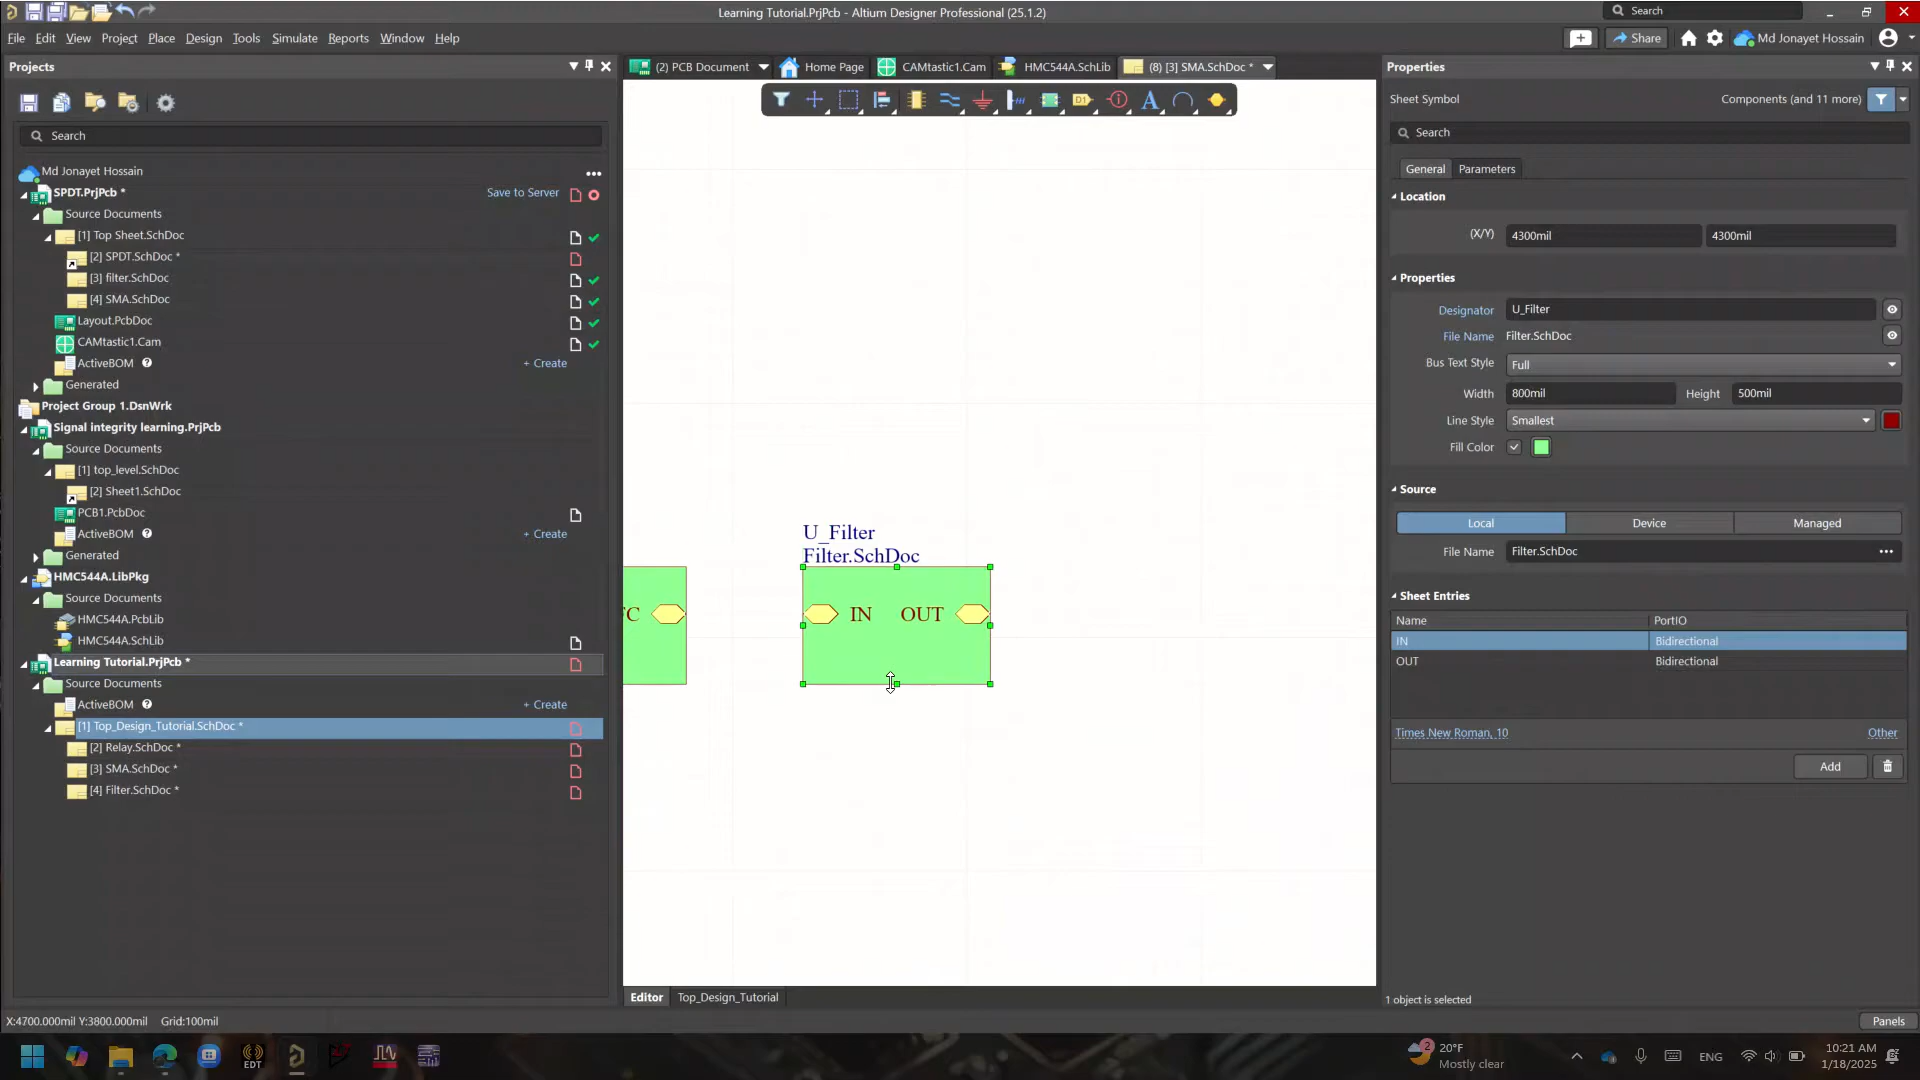 Learning Tutorial.PrjPcb - Altium Designer Professional (25.1.2)
Search
File Edit View Project Place Design Tools Simulate Reports Window Help
Share
Md Jonayet Hossain
Projects
(2) PCB Document
Home Page
CAMtastic1.Cam
HMC544A.SchLib
(8) [3] SMA.SchDoc *
Search
Md Jonayet Hossain
SPDT.PrjPcb *
Save to Server
Source Documents
[1] Top Sheet.SchDoc
[2] SPDT.SchDoc *
[3] filter.SchDoc
[4] SMA.SchDoc
Layout.PcbDoc
CAMtastic1.Cam
ActiveBOM
+ Create
Generated
Project Group 1.DsnWrk
Signal integrity learning.PrjPcb
Source Documents
[1] top_level.SchDoc
[2] Sheet1.SchDoc
PCB1.PcbDoc
ActiveBOM
+ Create
Generated
HMC544A.LibPkg
Source Documents
HMC544A.PcbLib
HMC544A.SchLib
Learning Tutorial.PrjPcb *
Source Documents
ActiveBOM
+ Create
[1] Top_Design_Tutorial.SchDoc *
[2] Relay.SchDoc *
[3] SMA.SchDoc *
[4] Filter.SchDoc *
D1
A
U_Filter
Filter.SchDoc
IN OUT
Editor
Top_Design_Tutorial
Properties
Sheet Symbol
Components (and 11 more)
Search
General
Parameters
Location
(X/Y)
4300mil
4300mil
Properties
Designator
U_Filter
File Name
Filter.SchDoc
Bus Text Style
Full
Width
800mil
Height
500mil
Line Style
Smallest
Fill Color
Source
Local
Device
Managed
File Name
Filter.SchDoc
Sheet Entries
Name
PortIO
IN
Bidirectional
OUT
Bidirectional
Times New Roman, 10
Other
Add
1 object is selected
X:4700.000mil Y:3800.000mil Grid:100mil
Panels
EDT
2
20°F
Mostly clear
ENG
10:21 AM
1/18/2025